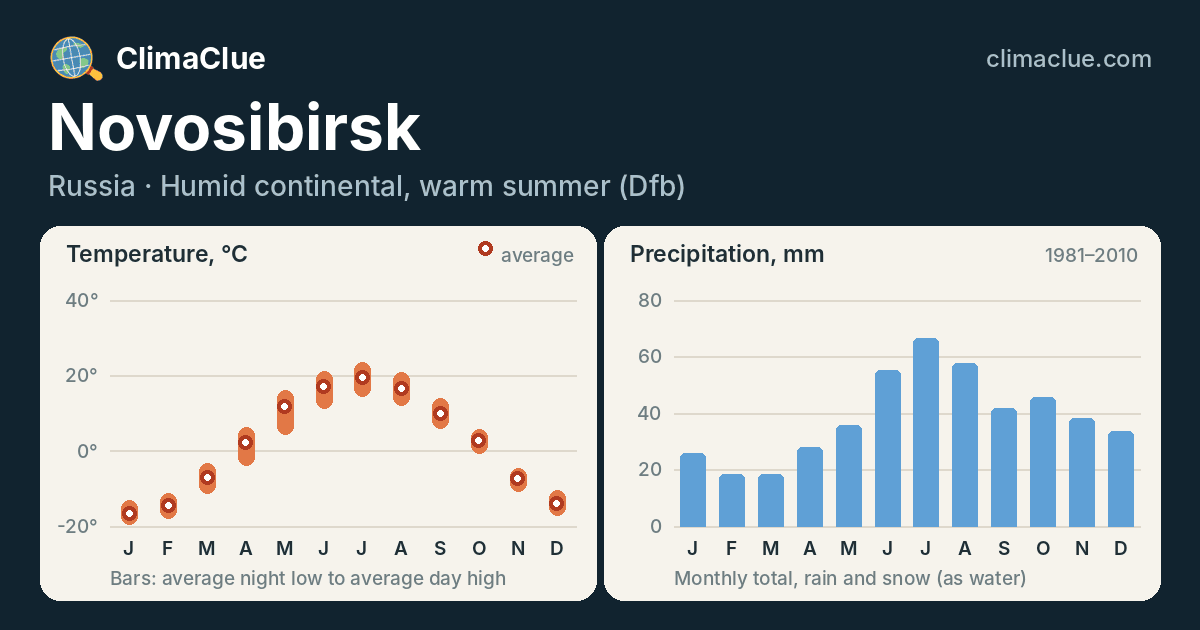 ClimaClue
climaclue.com
Novosibirsk
Russia · Humid continental, warm summer (Dfb)
Temperature, °C
average
40°
20°
0°
-20°
J F M A M J J A S O N D
Bars: average night low to average day high
Precipitation, mm
1981–2010
80
60
40
20
0
J F M A M J J A S O N D
Monthly total, rain and snow (as water)